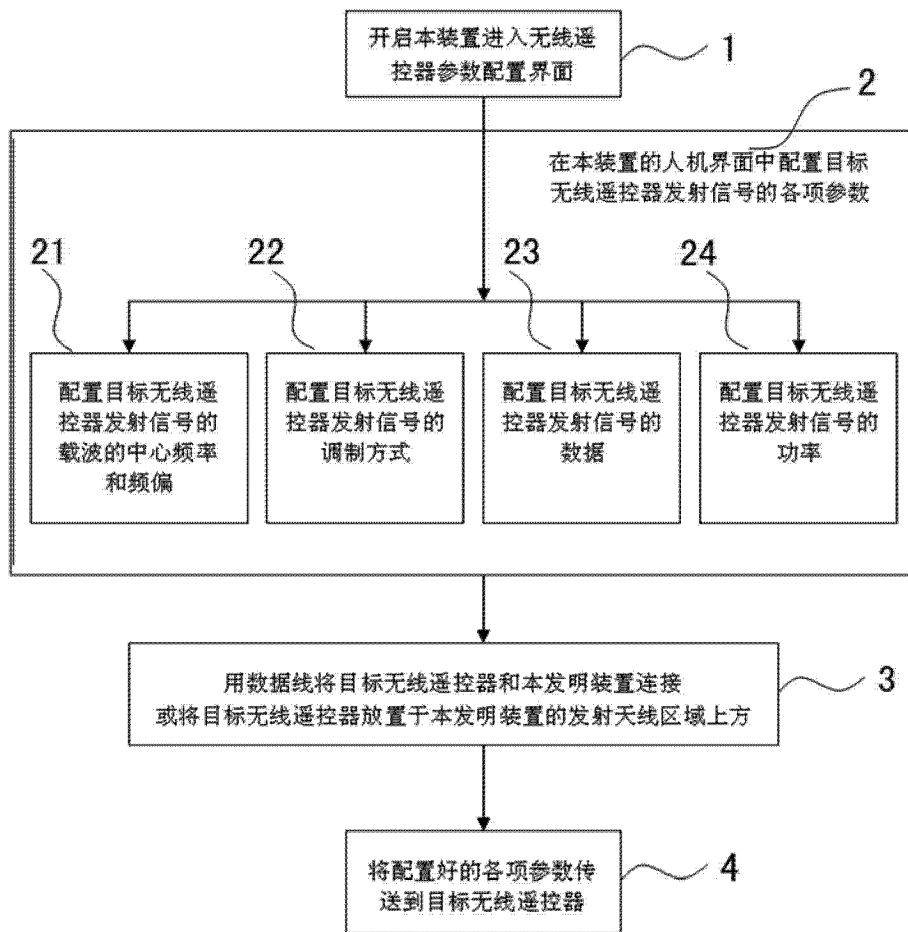 开启本装置进入无线遥
控器参数配置界面
1
2
在本装置的人机界面中配置目标
无线遥控器发射信号的各项参数
21
22
23
24
配置目标无线遥
控器发射信号的
载波的中心频率
和频偏
配置目标无线遥
控器发射信号的
调制方式
配置目标无线遥
控器发射信号的
数据
配置目标无线遥
控器发射信号的
功率
用数据线将目标无线遥控器和本发明装置连接
或将目标无线遥控器放置于本发明装置的发射天线区域上方
3
将配置好的各项参数传
送到目标无线遥控器
4